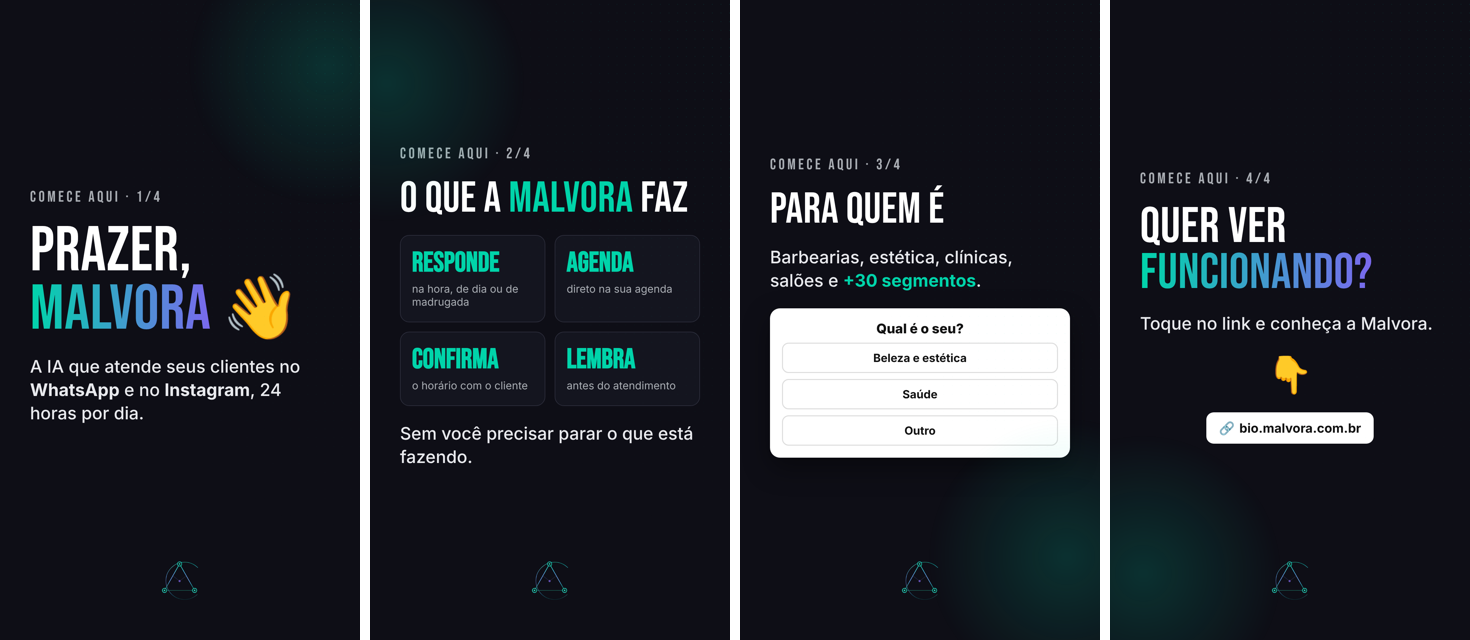 COMECE AQUI · 1/4
PRAZER,
MALVORA 👋
A IA que atende seus clientes no
WhatsApp e no Instagram, 24
horas por dia.
COMECE AQUI · 2/4
O QUE A MALVORA FAZ
RESPONDE
na hora, de dia ou de
madrugada
AGENDA
direto na sua agenda
CONFIRMA
o horário com o cliente
LEMBRA
antes do atendimento
Sem você precisar parar o que está
fazendo.
COMECE AQUI · 3/4
PARA QUEM É
Barbearias, estética, clínicas,
salões e +30 segmentos.
Qual é o seu?
Beleza e estética
Saúde
Outro
COMECE AQUI · 4/4
QUER VER
FUNCIONANDO?
Toque no link e conheça a Malvora.
👇
🔗 bio.malvora.com.br